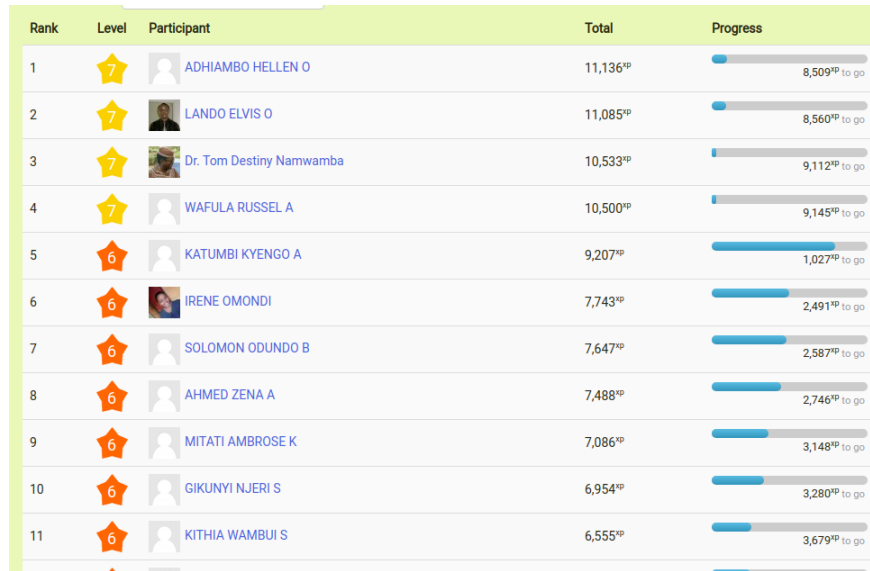 Rank Level Participant Total Progress
1 7 ADHIAMBO HELLEN O 11,136xp 8,509xp to go
2 7 LANDO ELVIS O 11,085xp 8,560xp to go
3 7 Dr. Tom Destiny Namwamba 10,533xp 9,112xp to go
4 7 WAFULA RUSSEL A 10,500xp 9,145xp to go
5 6 KATUMBI KYENGO A 9,207xp 1,027xp to go
6 6 IRENE OMONDI 7,743xp 2,491xp to go
7 6 SOLOMON ODUNDO B 7,647xp 2,587xp to go
8 6 AHMED ZENA A 7,488xp 2,746xp to go
9 6 MITATI AMBROSE K 7,086xp 3,148xp to go
10 6 GIKUNYI NJERI S 6,954xp 3,280xp to go
11 6 KITHIA WAMBUI S 6,555xp 3,679xp to go